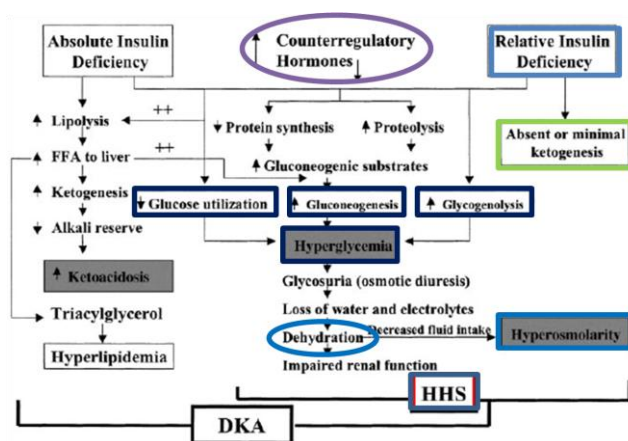 Absolute Insulin
Deficiency
↑ Counterregulatory
Hormones
Relative Insulin
Deficiency
↑ Lipolysis
++
↓ Protein synthesis
↑ Proteolysis
Absent or minimal
ketogenesis
↑ FFA to liver
++
↑ Gluconeogenic substrates
↑ Ketogenesis
↓ Glucose utilization
↑ Gluconeogenesis
↑ Glycogenolysis
↓ Alkali reserve
Hyperglycemia
↑ Ketoacidosis
Glycosuria (osmotic diuresis)
Triacylglycerol
Loss of water and electrolytes
Dehydration
Decreased fluid intake
Hyperosmolarity
Hyperlipidemia
Impaired renal function
HHS
DKA